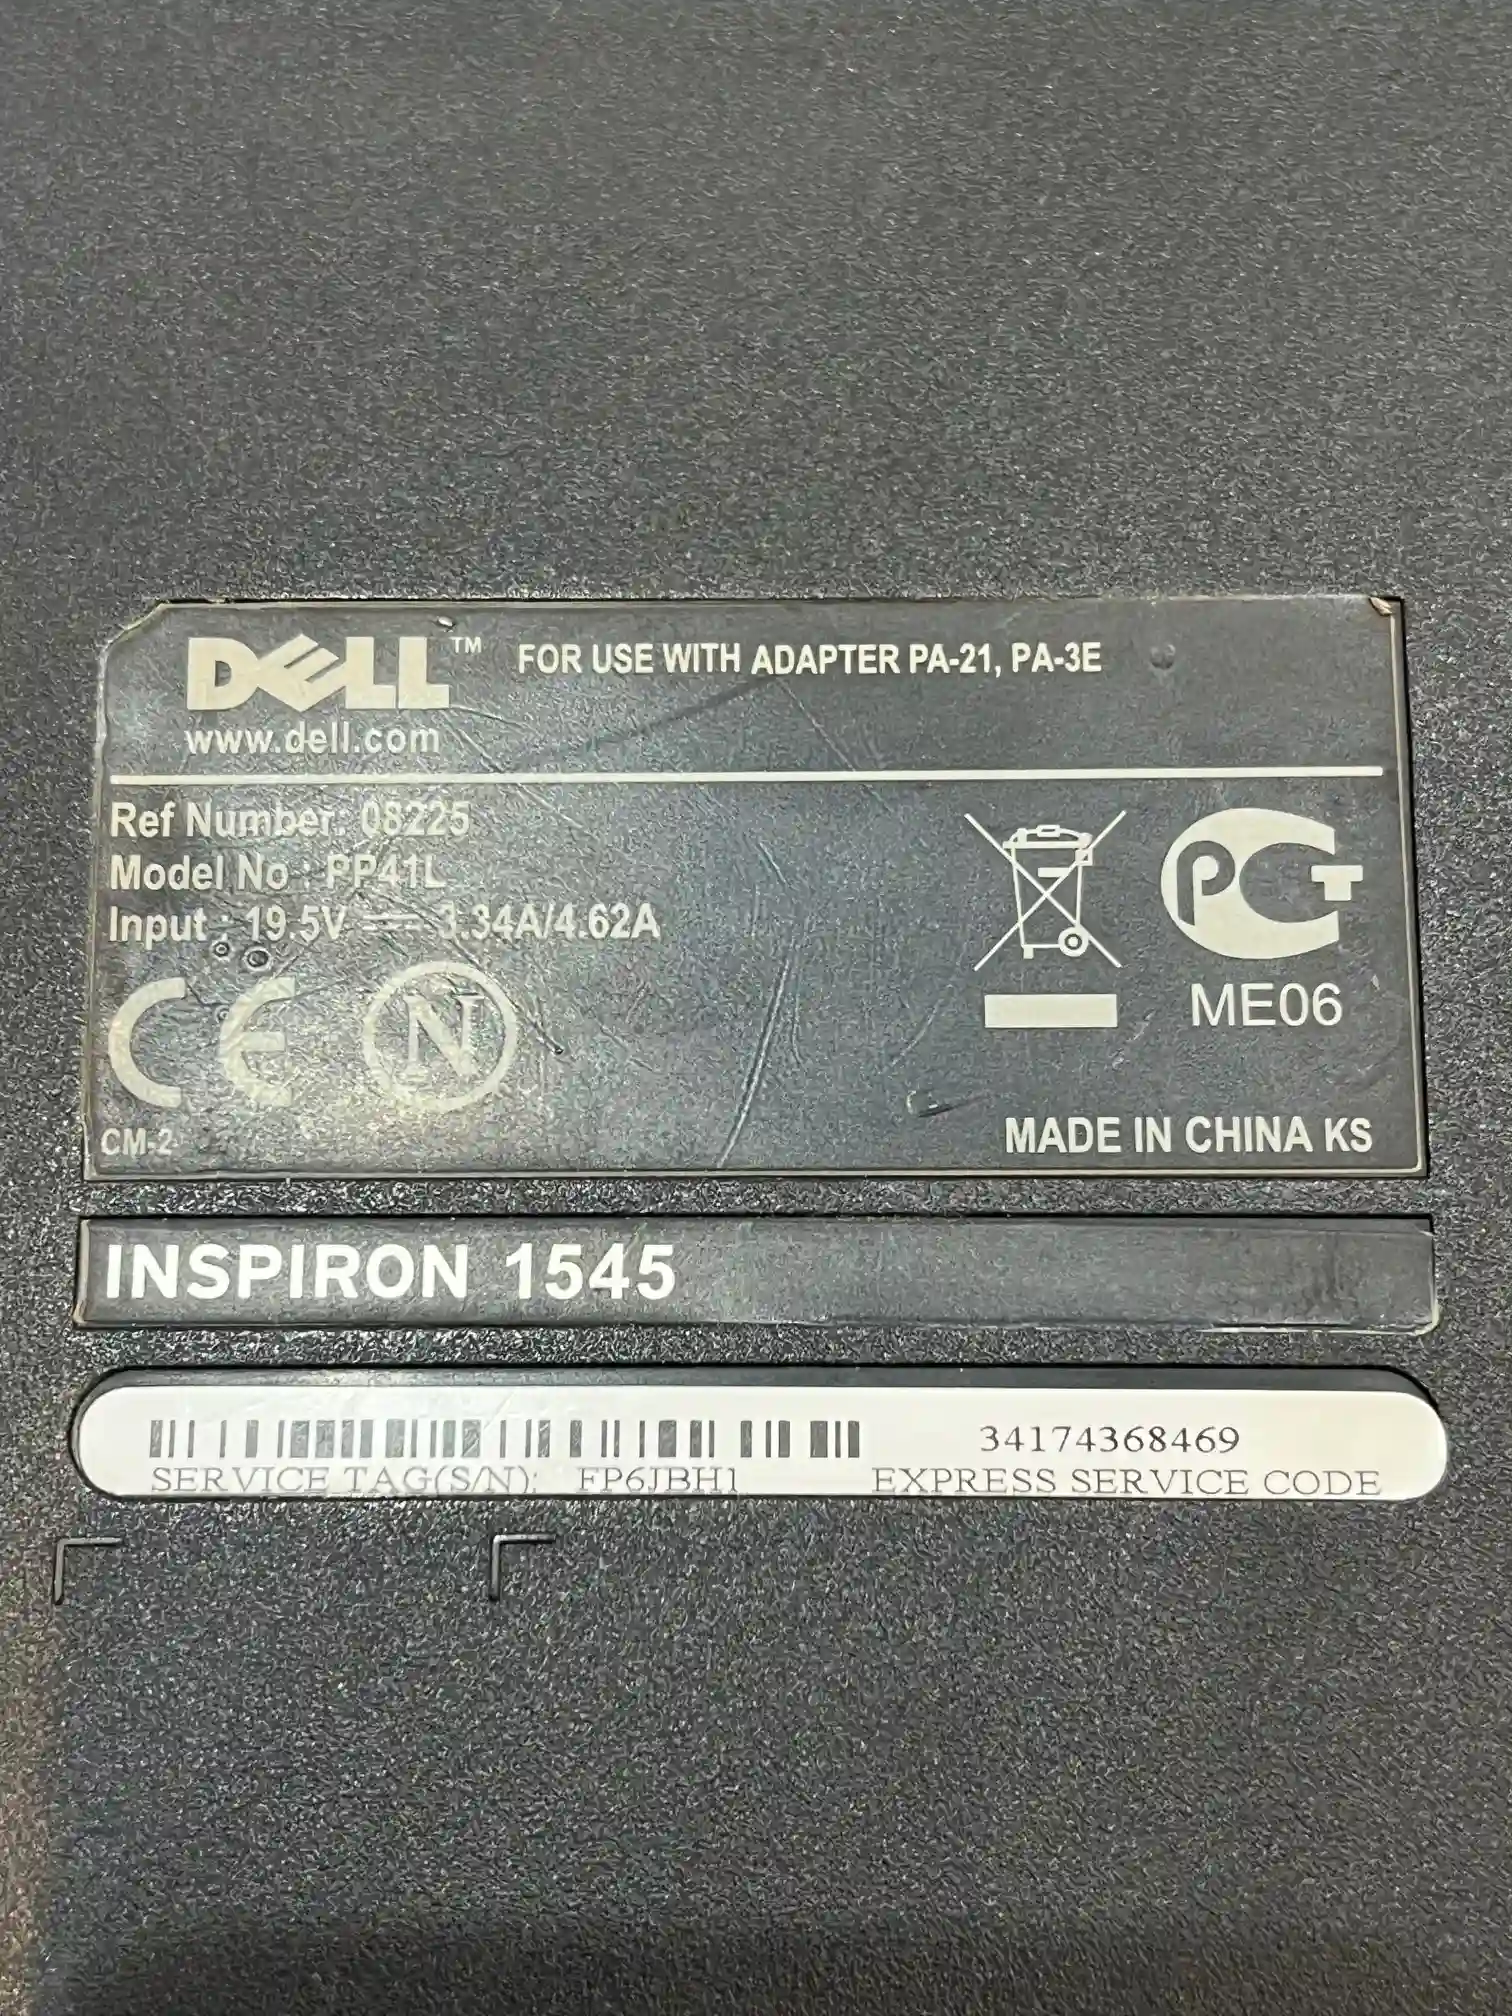 DELL™ FOR USE WITH ADAPTER PA-21, PA-3E
www.dell.com
Ref Number: 08225
Model No : PP41L
Input : 19.5V 3.34A/4.62A
CE N
PCT
ME06
CM-2
MADE IN CHINA KS
INSPIRON 1545
34174368469
SERVICE TAG(S/N): FP6JBH1 EXPRESS SERVICE CODE